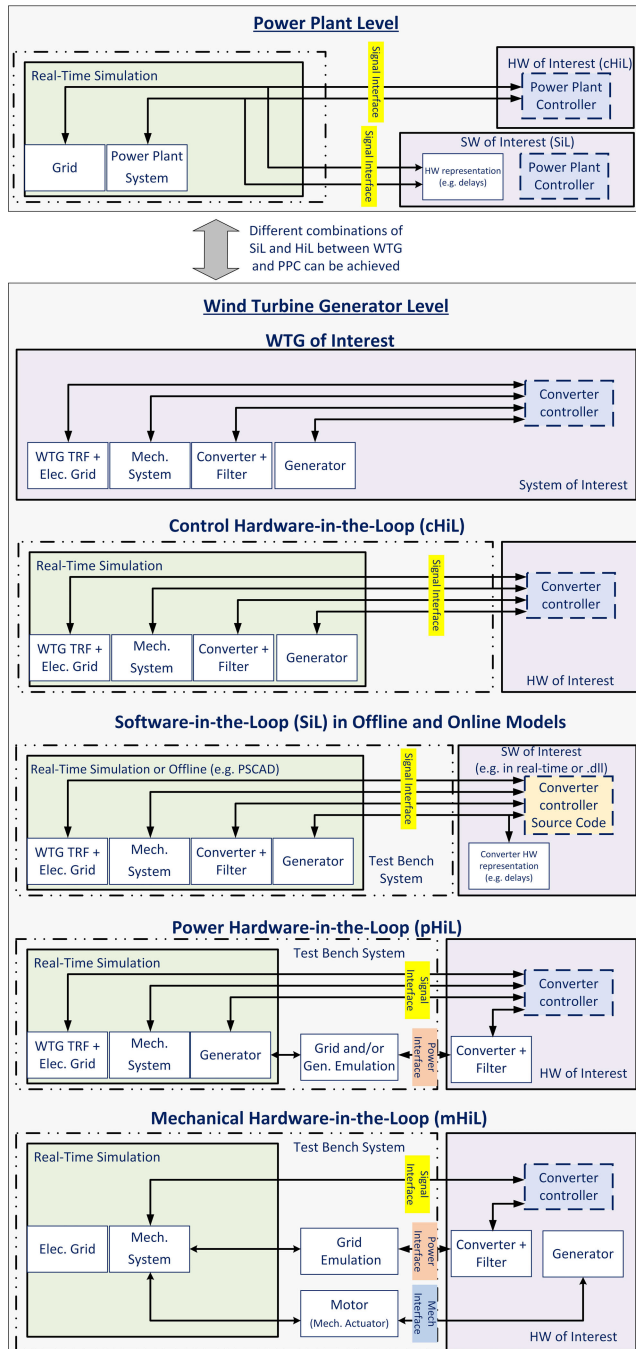 Power Plant Level
Real-Time Simulation
Grid
Power Plant
System
Signal Interface
Signal Interface
HW of Interest (cHiL)
Power Plant
Controller
SW of Interest (SiL)
HW representation
(e.g. delays)
Power Plant
Controller
Different combinations of
SiL and HiL between WTG
and PPC can be achieved
Wind Turbine Generator Level
WTG of Interest
Converter
controller
WTG TRF +
Elec. Grid
Mech.
System
Converter +
Filter
Generator
System of Interest
Control Hardware-in-the-Loop (cHiL)
Real-Time Simulation
Signal Interface
Converter
controller
WTG TRF +
Elec. Grid
Mech.
System
Converter +
Filter
Generator
HW of Interest
Software-in-the-Loop (SiL) in Offline and Online Models
Real-Time Simulation or Offline (e.g. PSCAD)
Signal Interface
SW of Interest
(e.g. in real-time or .dll)
Converter
controller
Source Code
WTG TRF +
Elec. Grid
Mech.
System
Converter +
Filter
Generator
Test Bench
System
Converter HW
representation
(e.g. delays)
Power Hardware-in-the-Loop (pHiL)
Test Bench System
Real-Time Simulation
Signal
Interface
Converter
controller
WTG TRF +
Elec. Grid
Mech.
System
Generator
Grid and/or
Gen. Emulation
Power
Interface
Converter +
Filter
HW of Interest
Mechanical Hardware-in-the-Loop (mHiL)
Test Bench System
Real-Time Simulation
Signal
Interface
Converter
controller
Elec. Grid
Mech.
System
Grid
Emulation
Power
Interface
Converter +
Filter
Generator
Motor
(Mech. Actuator)
Mech
Interface
HW of Interest